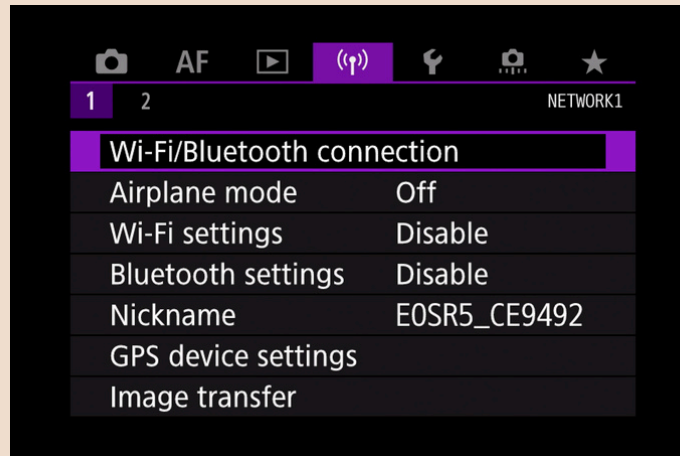 AF
1 2 NETWORK1
Wi-Fi/Bluetooth connection
Airplane mode Off
Wi-Fi settings Disable
Bluetooth settings Disable
Nickname E0SR5_CE9492
GPS device settings
Image transfer